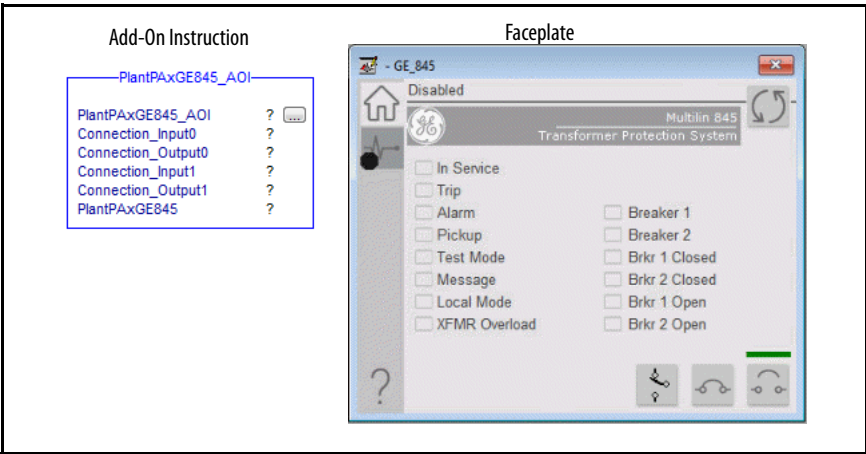 Add-On Instruction
Faceplate
PlantPAxGE845_AOI
PlantPAxGE845_AOI ? ...
Connection_Input0 ?
Connection_Output0 ?
Connection_Input1 ?
Connection_Output1 ?
PlantPAxGE845 ?
- GE_845
Disabled
GE
Multilin 845
Transformer Protection System
In Service
Trip
Alarm
Pickup
Test Mode
Message
Local Mode
XFMR Overload
Breaker 1
Breaker 2
Brkr 1 Closed
Brkr 2 Closed
Brkr 1 Open
Brkr 2 Open
?